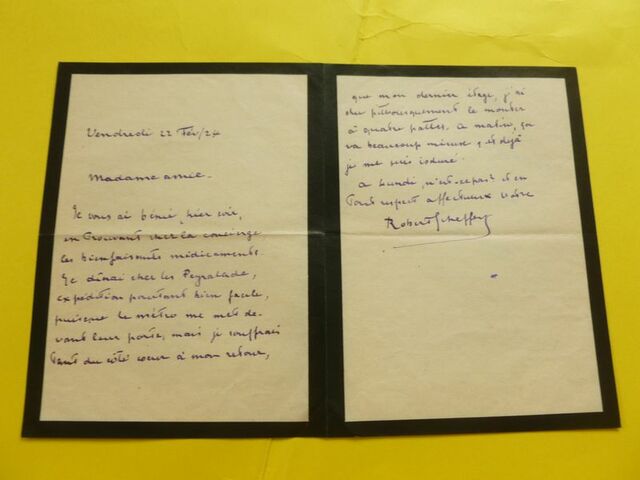 Vendredi 22 Fév/24
Madame amie.
Je vous ai béni, hier soir,
en trouvant chez la concierge
les bienfaisants médicaments
Je dînai chez les Peyralade,
expédition pourtant bien facile,
puisque le métro me met de-
vant leur porte, mais je souffrais
tant du côté cœur à mon retour,
que mon dernier étage, j'ai
dû pittoresquement le monter
à quatre pattes. Ce matin, ça
va beaucoup mieux, et déjà
je me suis ioduré.
A lundi, n'est-ce pas? et en
tout respect affectueux votre
Robert Scheffer